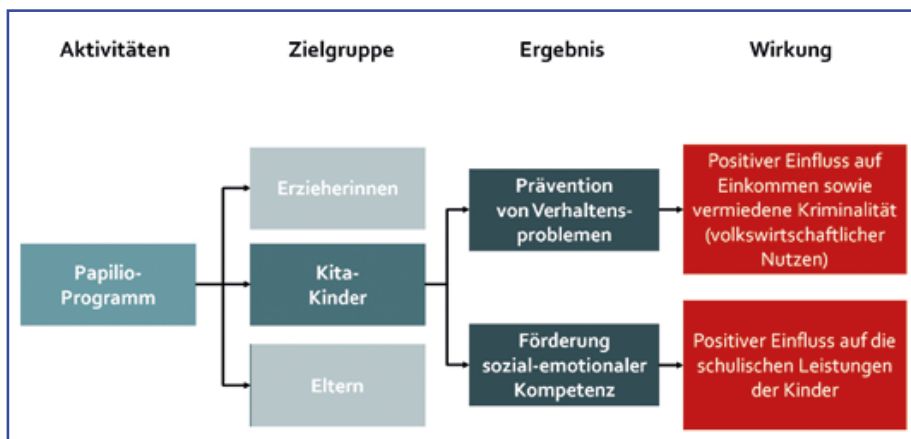 Aktivitäten
Zielgruppe
Ergebnis
Wirkung
Papilio-
Programm
Erzieherinnen
Kita-
Kinder
Eltern
Prävention
von Verhaltens-
problemen
Förderung
sozial-emotionaler
Kompetenz
Positiver Einfluss auf
Einkommen sowie
vermiedene Kriminalität
(volkswirtschaftlicher
Nutzen)
Positiver Einfluss auf die
schulischen Leistungen
der Kinder